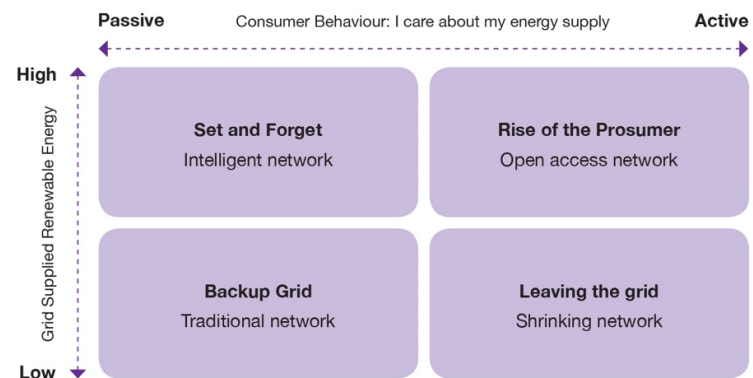 Passive Consumer Behaviour: I care about my energy supply Active
High
Grid Supplied Renewable Energy
Set and Forget
Intelligent network
Rise of the Prosumer
Open access network
Backup Grid
Traditional network
Leaving the grid
Shrinking network
Low